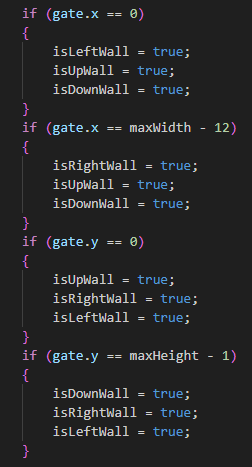 if (gate.x == 0)
{
    isLeftWall = true;
    isUpWall = true;
    isDownWall = true;
}
if (gate.x == maxWidth - 12)
{
    isRightWall = true;
    isUpWall = true;
    isDownWall = true;
}
if (gate.y == 0)
{
    isUpWall = true;
    isRightWall = true;
    isLeftWall = true;
}
if (gate.y == maxHeight - 1)
{
    isDownWall = true;
    isRightWall = true;
    isLeftWall = true;
}